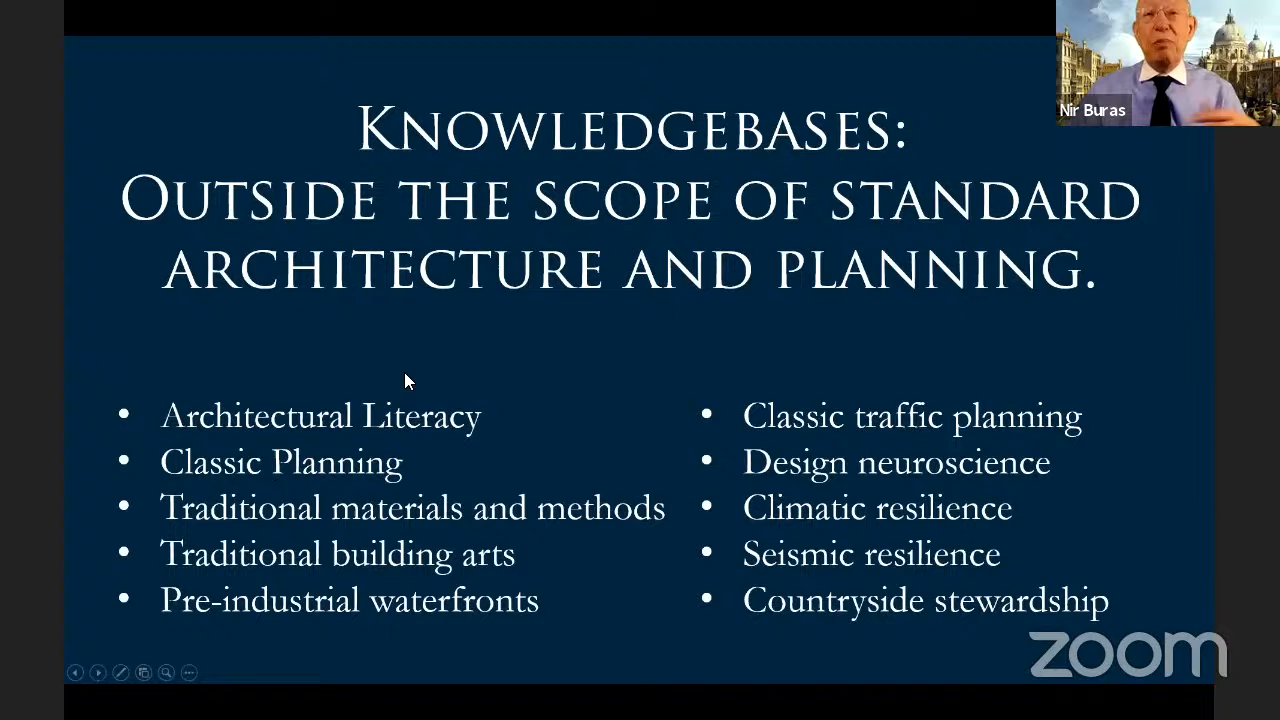 Nir Buras
Knowledgebases:
Outside the scope of standard
architecture and planning.
• Architectural Literacy
• Classic Planning
• Traditional materials and methods
• Traditional building arts
• Pre-industrial waterfronts
• Classic traffic planning
• Design neuroscience
• Climatic resilience
• Seismic resilience
• Countryside stewardship
zoom